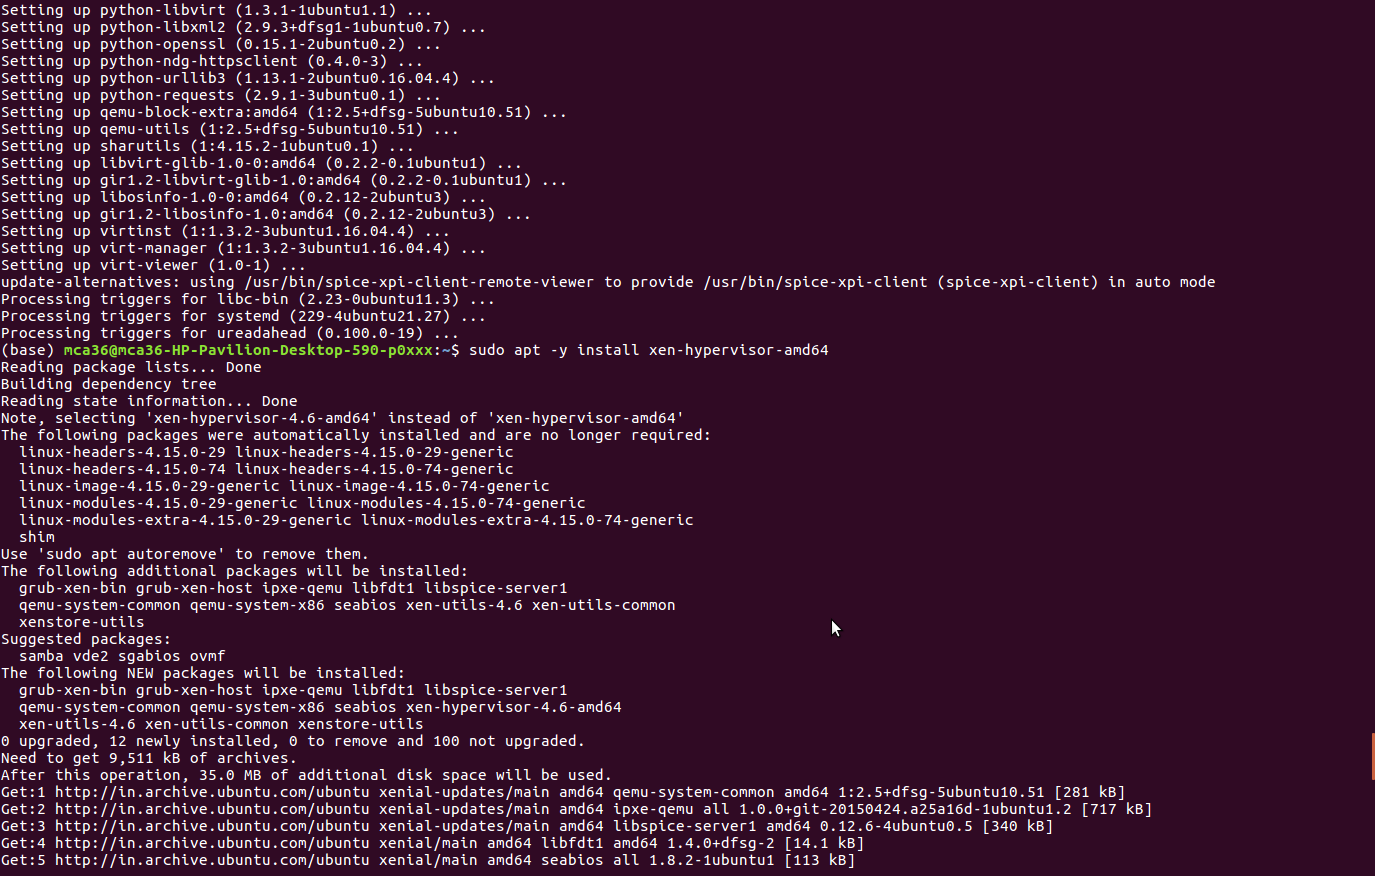 Setting up python-libvirt (1.3.1-1ubuntu1.1) ...
Setting up python-libxml2 (2.9.3+dfsg1-1ubuntu0.7) ...
Setting up python-openssl (0.15.1-2ubuntu0.2) ...
Setting up python-ndg-httpsclient (0.4.0-3) ...
Setting up python-urllib3 (1.13.1-2ubuntu0.16.04.4) ...
Setting up python-requests (2.9.1-3ubuntu0.1) ...
Setting up qemu-block-extra:amd64 (1:2.5+dfsg-5ubuntu10.51) ...
Setting up qemu-utils (1:2.5+dfsg-5ubuntu10.51) ...
Setting up sharutils (1:4.15.2-1ubuntu0.1) ...
Setting up libvirt-glib-1.0-0:amd64 (0.2.2-0.1ubuntu1) ...
Setting up gir1.2-libvirt-glib-1.0:amd64 (0.2.2-0.1ubuntu1) ...
Setting up libosinfo-1.0-0:amd64 (0.2.12-2ubuntu3) ...
Setting up gir1.2-libosinfo-1.0:amd64 (0.2.12-2ubuntu3) ...
Setting up virtinst (1:1.3.2-3ubuntu1.16.04.4) ...
Setting up virt-manager (1:1.3.2-3ubuntu1.16.04.4) ...
Setting up virt-viewer (1.0-1) ...
update-alternatives: using /usr/bin/spice-xpi-client-remote-viewer to provide /usr/bin/spice-xpi-client (spice-xpi-client) in auto mode
Processing triggers for libc-bin (2.23-0ubuntu11.3) ...
Processing triggers for systemd (229-4ubuntu21.27) ...
Processing triggers for ureadahead (0.100.0-19) ...
(base) mca36@mca36-HP-Pavilion-Desktop-590-p0xxx:~$ sudo apt -y install xen-hypervisor-amd64
Reading package lists... Done
Building dependency tree
Reading state information... Done
Note, selecting 'xen-hypervisor-4.6-amd64' instead of 'xen-hypervisor-amd64'
The following packages were automatically installed and are no longer required:
linux-headers-4.15.0-29 linux-headers-4.15.0-29-generic
linux-headers-4.15.0-74 linux-headers-4.15.0-74-generic
linux-image-4.15.0-29-generic linux-image-4.15.0-74-generic
linux-modules-4.15.0-29-generic linux-modules-4.15.0-74-generic
linux-modules-extra-4.15.0-29-generic linux-modules-extra-4.15.0-74-generic
shim
Use 'sudo apt autoremove' to remove them.
The following additional packages will be installed:
grub-xen-bin grub-xen-host ipxe-qemu libfdt1 libspice-server1
qemu-system-common qemu-system-x86 seabios xen-utils-4.6 xen-utils-common
xenstore-utils
Suggested packages:
samba vde2 sgabios ovmf
The following NEW packages will be installed:
grub-xen-bin grub-xen-host ipxe-qemu libfdt1 libspice-server1
qemu-system-common qemu-system-x86 seabios xen-hypervisor-4.6-amd64
xen-utils-4.6 xen-utils-common xenstore-utils
0 upgraded, 12 newly installed, 0 to remove and 100 not upgraded.
Need to get 9,511 kB of archives.
After this operation, 35.0 MB of additional disk space will be used.
Get:1 http://in.archive.ubuntu.com/ubuntu xenial-updates/main amd64 qemu-system-common amd64 1:2.5+dfsg-5ubuntu10.51 [281 kB]
Get:2 http://in.archive.ubuntu.com/ubuntu xenial-updates/main amd64 ipxe-qemu all 1.0.0+git-20150424.a25a16d-1ubuntu1.2 [717 kB]
Get:3 http://in.archive.ubuntu.com/ubuntu xenial-updates/main amd64 libspice-server1 amd64 0.12.6-4ubuntu0.5 [340 kB]
Get:4 http://in.archive.ubuntu.com/ubuntu xenial/main amd64 libfdt1 amd64 1.4.0+dfsg-2 [14.1 kB]
Get:5 http://in.archive.ubuntu.com/ubuntu xenial/main amd64 seabios all 1.8.2-1ubuntu1 [113 kB]